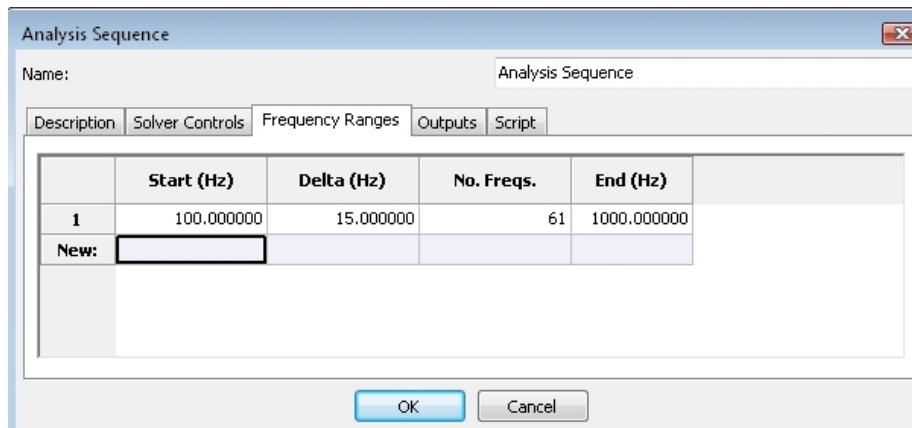 Analysis Sequence
Name: Analysis Sequence
Description Solver Controls Frequency Ranges Outputs Script
Start (Hz) Delta (Hz) No. Freqs. End (Hz)
1 100.000000 15.000000 61 1000.000000
New:
OK Cancel